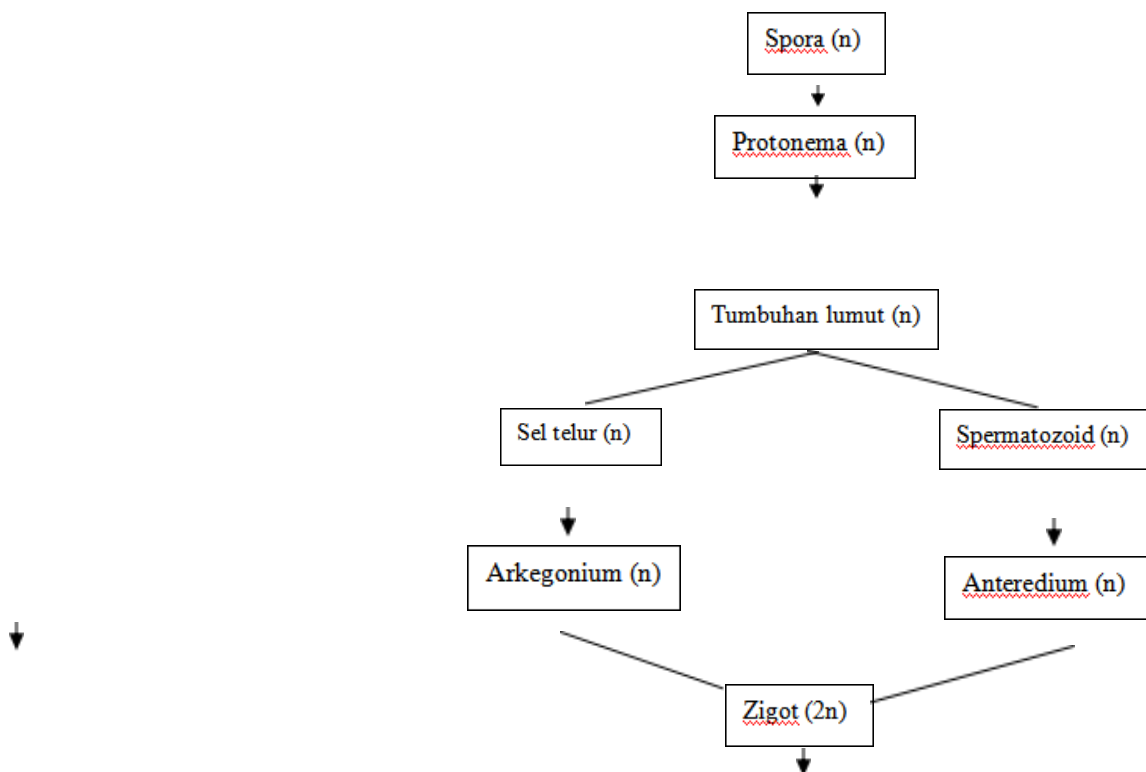 Spora (n)
Protonema (n)
Tumbuhan lumut (n)
Sel telur (n)
Spermatozoid (n)
Arkegonium (n)
Anteredium (n)
Zigot (2n)